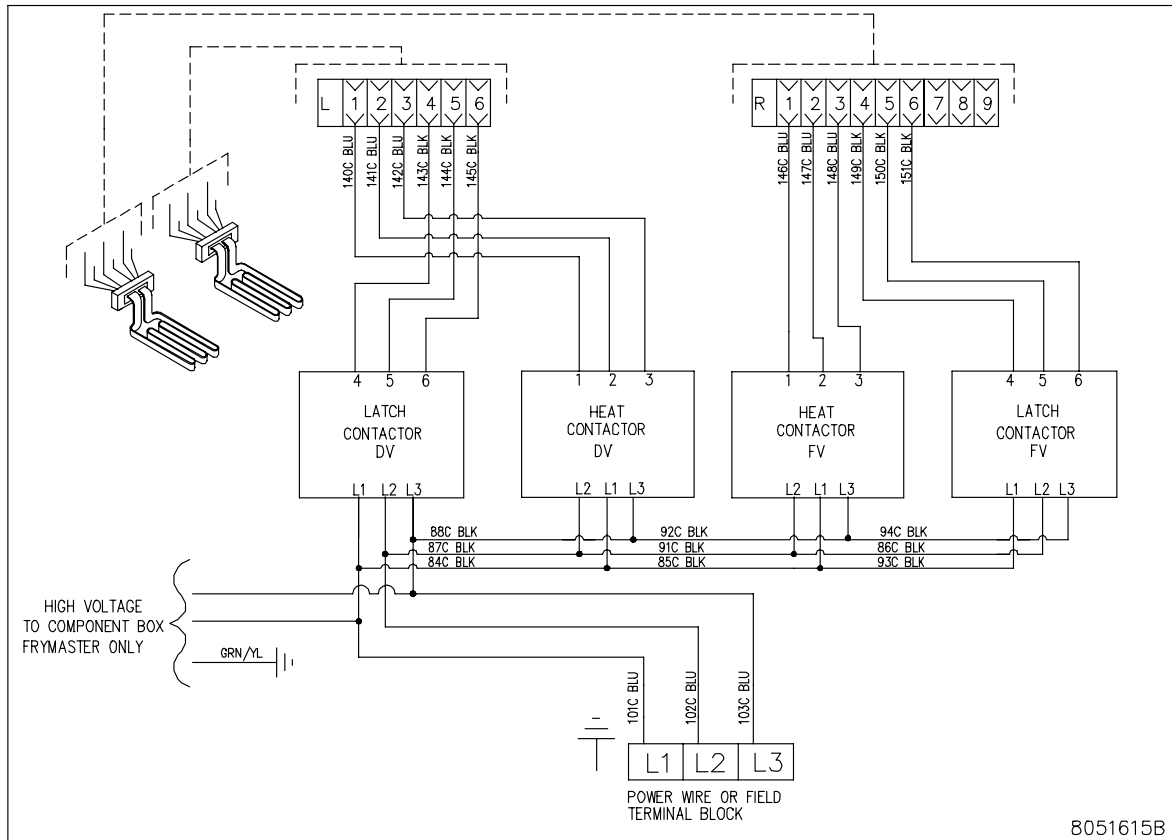 L 1 2 3 4 5 6
R 1 2 3 4 5 6 7 8 9
140C BLU
141C BLU
142C BLU
143C BLK
144C BLK
145C BLK
146C BLU
147C BLU
148C BLU
149C BLK
150C BLK
151C BLK
4 5 6
LATCH
CONTACTOR
DV
L1 L2 L3
1 2 3
HEAT
CONTACTOR
DV
L2 L1 L3
1 2 3
HEAT
CONTACTOR
FV
L2 L1 L3
4 5 6
LATCH
CONTACTOR
FV
L1 L2 L3
88C BLK 92C BLK 94C BLK
87C BLK 91C BLK 86C BLK
84C BLK 85C BLK 93C BLK
HIGH VOLTAGE
TO COMPONENT BOX
FRYMASTER ONLY
GRN/YL
101C BLU
102C BLU
103C BLU
L1 L2 L3
POWER WIRE OR FIELD
TERMINAL BLOCK
8051615B